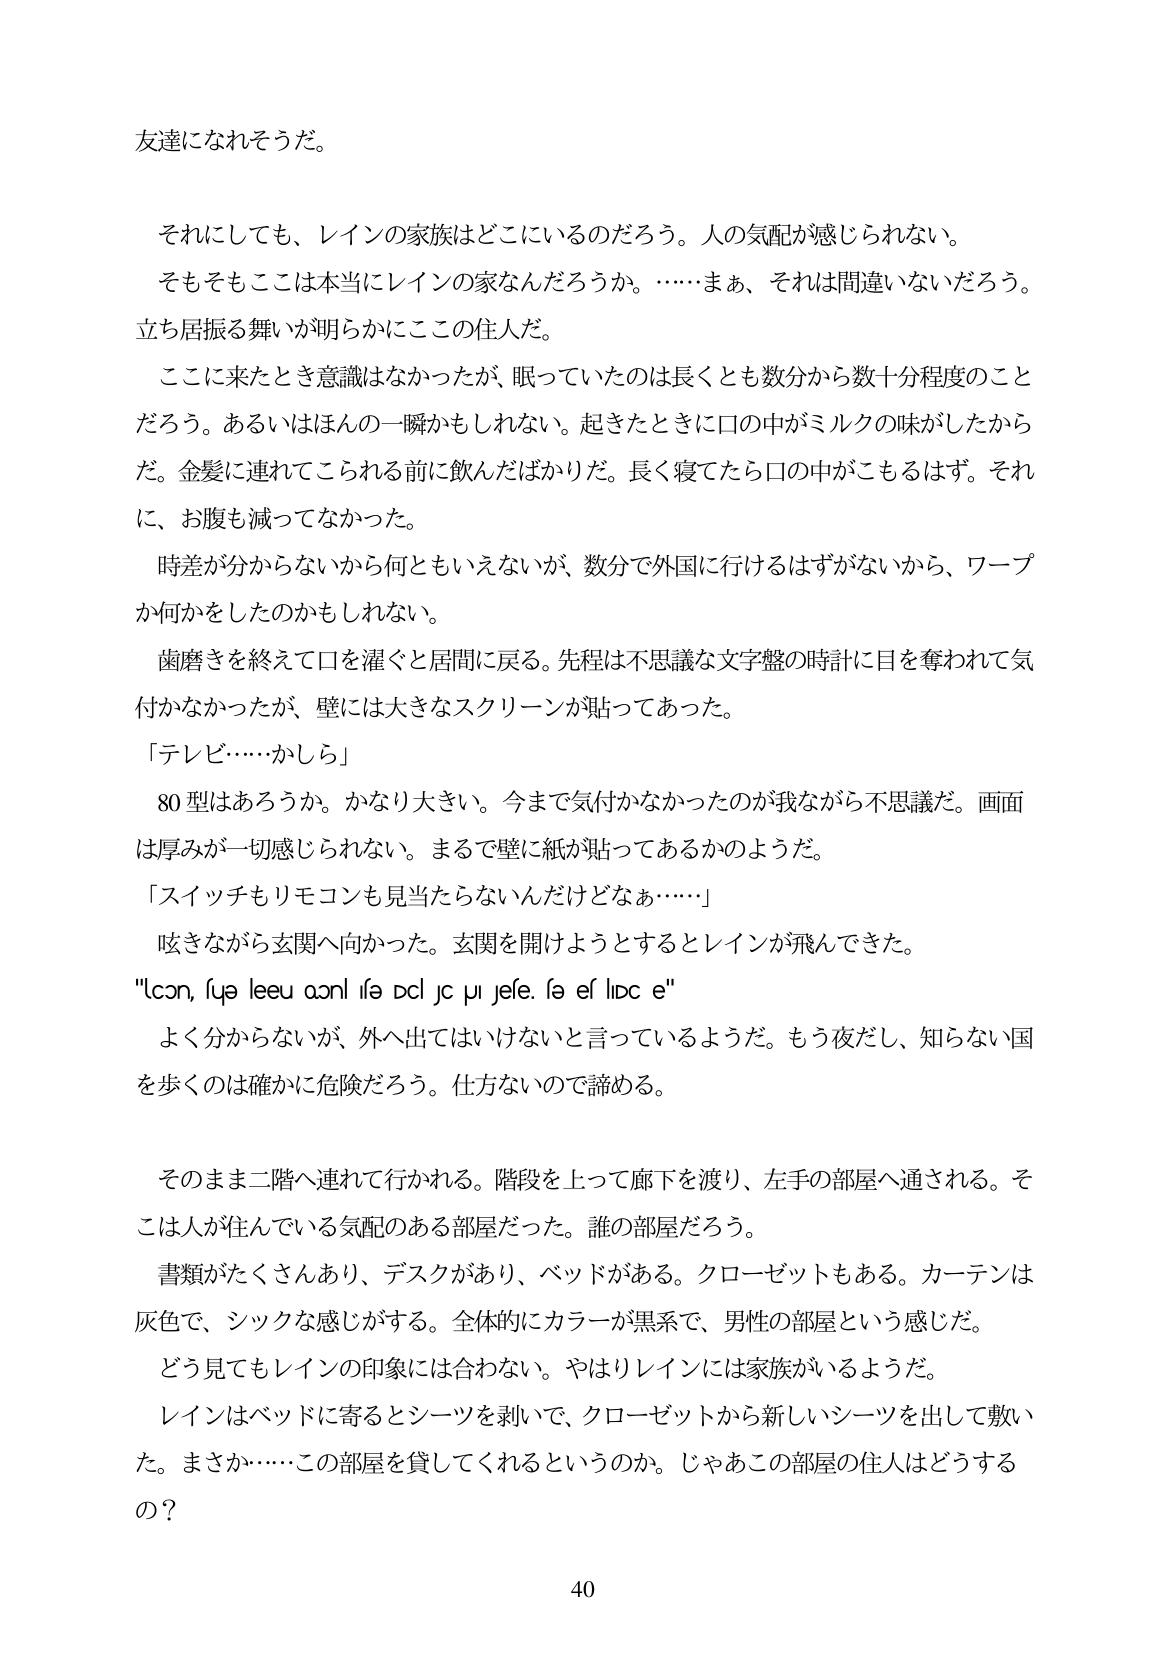 友達になれそうだ。
それにしても、レインの家族はどこにいるのだろう。人の気配が感じられない。
そもそもここは本当にレインの家なんだろうか。……まぁ、それは間違いないだろう。
立ち居振る舞いが明らかにここの住人だ。
ここに来たとき意識はなかったが、眠っていたのは長くとも数分から数十分程度のこと
だろう。あるいはほんの一瞬かもしれない。起きたときに口の中がミルクの味がしたから
だ。金髪に連れてこられる前に飲んだばかりだ。長く寝てたら口の中がこもるはず。それ
に、お腹も減ってなかった。
時差が分からないから何ともいえないが、数分で外国に行けるはずがないから、ワープ
か何かをしたのかもしれない。
歯磨きを終えて口を濯ぐと居間に戻る。先程は不思議な文字盤の時計に目を奪われて気
付かなかったが、壁には大きなスクリーンが貼ってあった。
「テレビ……かしら」
80 型はあろうか。かなり大きい。今まで気付かなかったのが我ながら不思議だ。画面
は厚みが一切感じられない。まるで壁に紙が貼ってあるかのようだ。
「スイッチもリモコンも見当たらないんだけどなぁ……」
呟きながら玄関へ向かった。玄関を開けようとするとレインが飛んできた。
よく分からないが、外へ出てはいけないと言っているようだ。もう夜だし、知らない国
を歩くのは確かに危険だろう。仕方ないので諦める。
そのまま二階へ連れて行かれる。階段を上って廊下を渡り、左手の部屋へ通される。そ
こは人が住んでいる気配のある部屋だった。誰の部屋だろう。
書類がたくさんあり、デスクがあり、ベッドがある。クローゼットもある。カーテンは
灰色で、シックな感じがする。全体的にカラーが黒系で、男性の部屋という感じだ。
どう見てもレインの印象には合わない。やはりレインには家族がいるようだ。
レインはベッドに寄るとシーツを剥いで、クローゼットから新しいシーツを出して敷い
た。まさか……この部屋を貸してくれるというのか。じゃあこの部屋の住人はどうする
の？
40